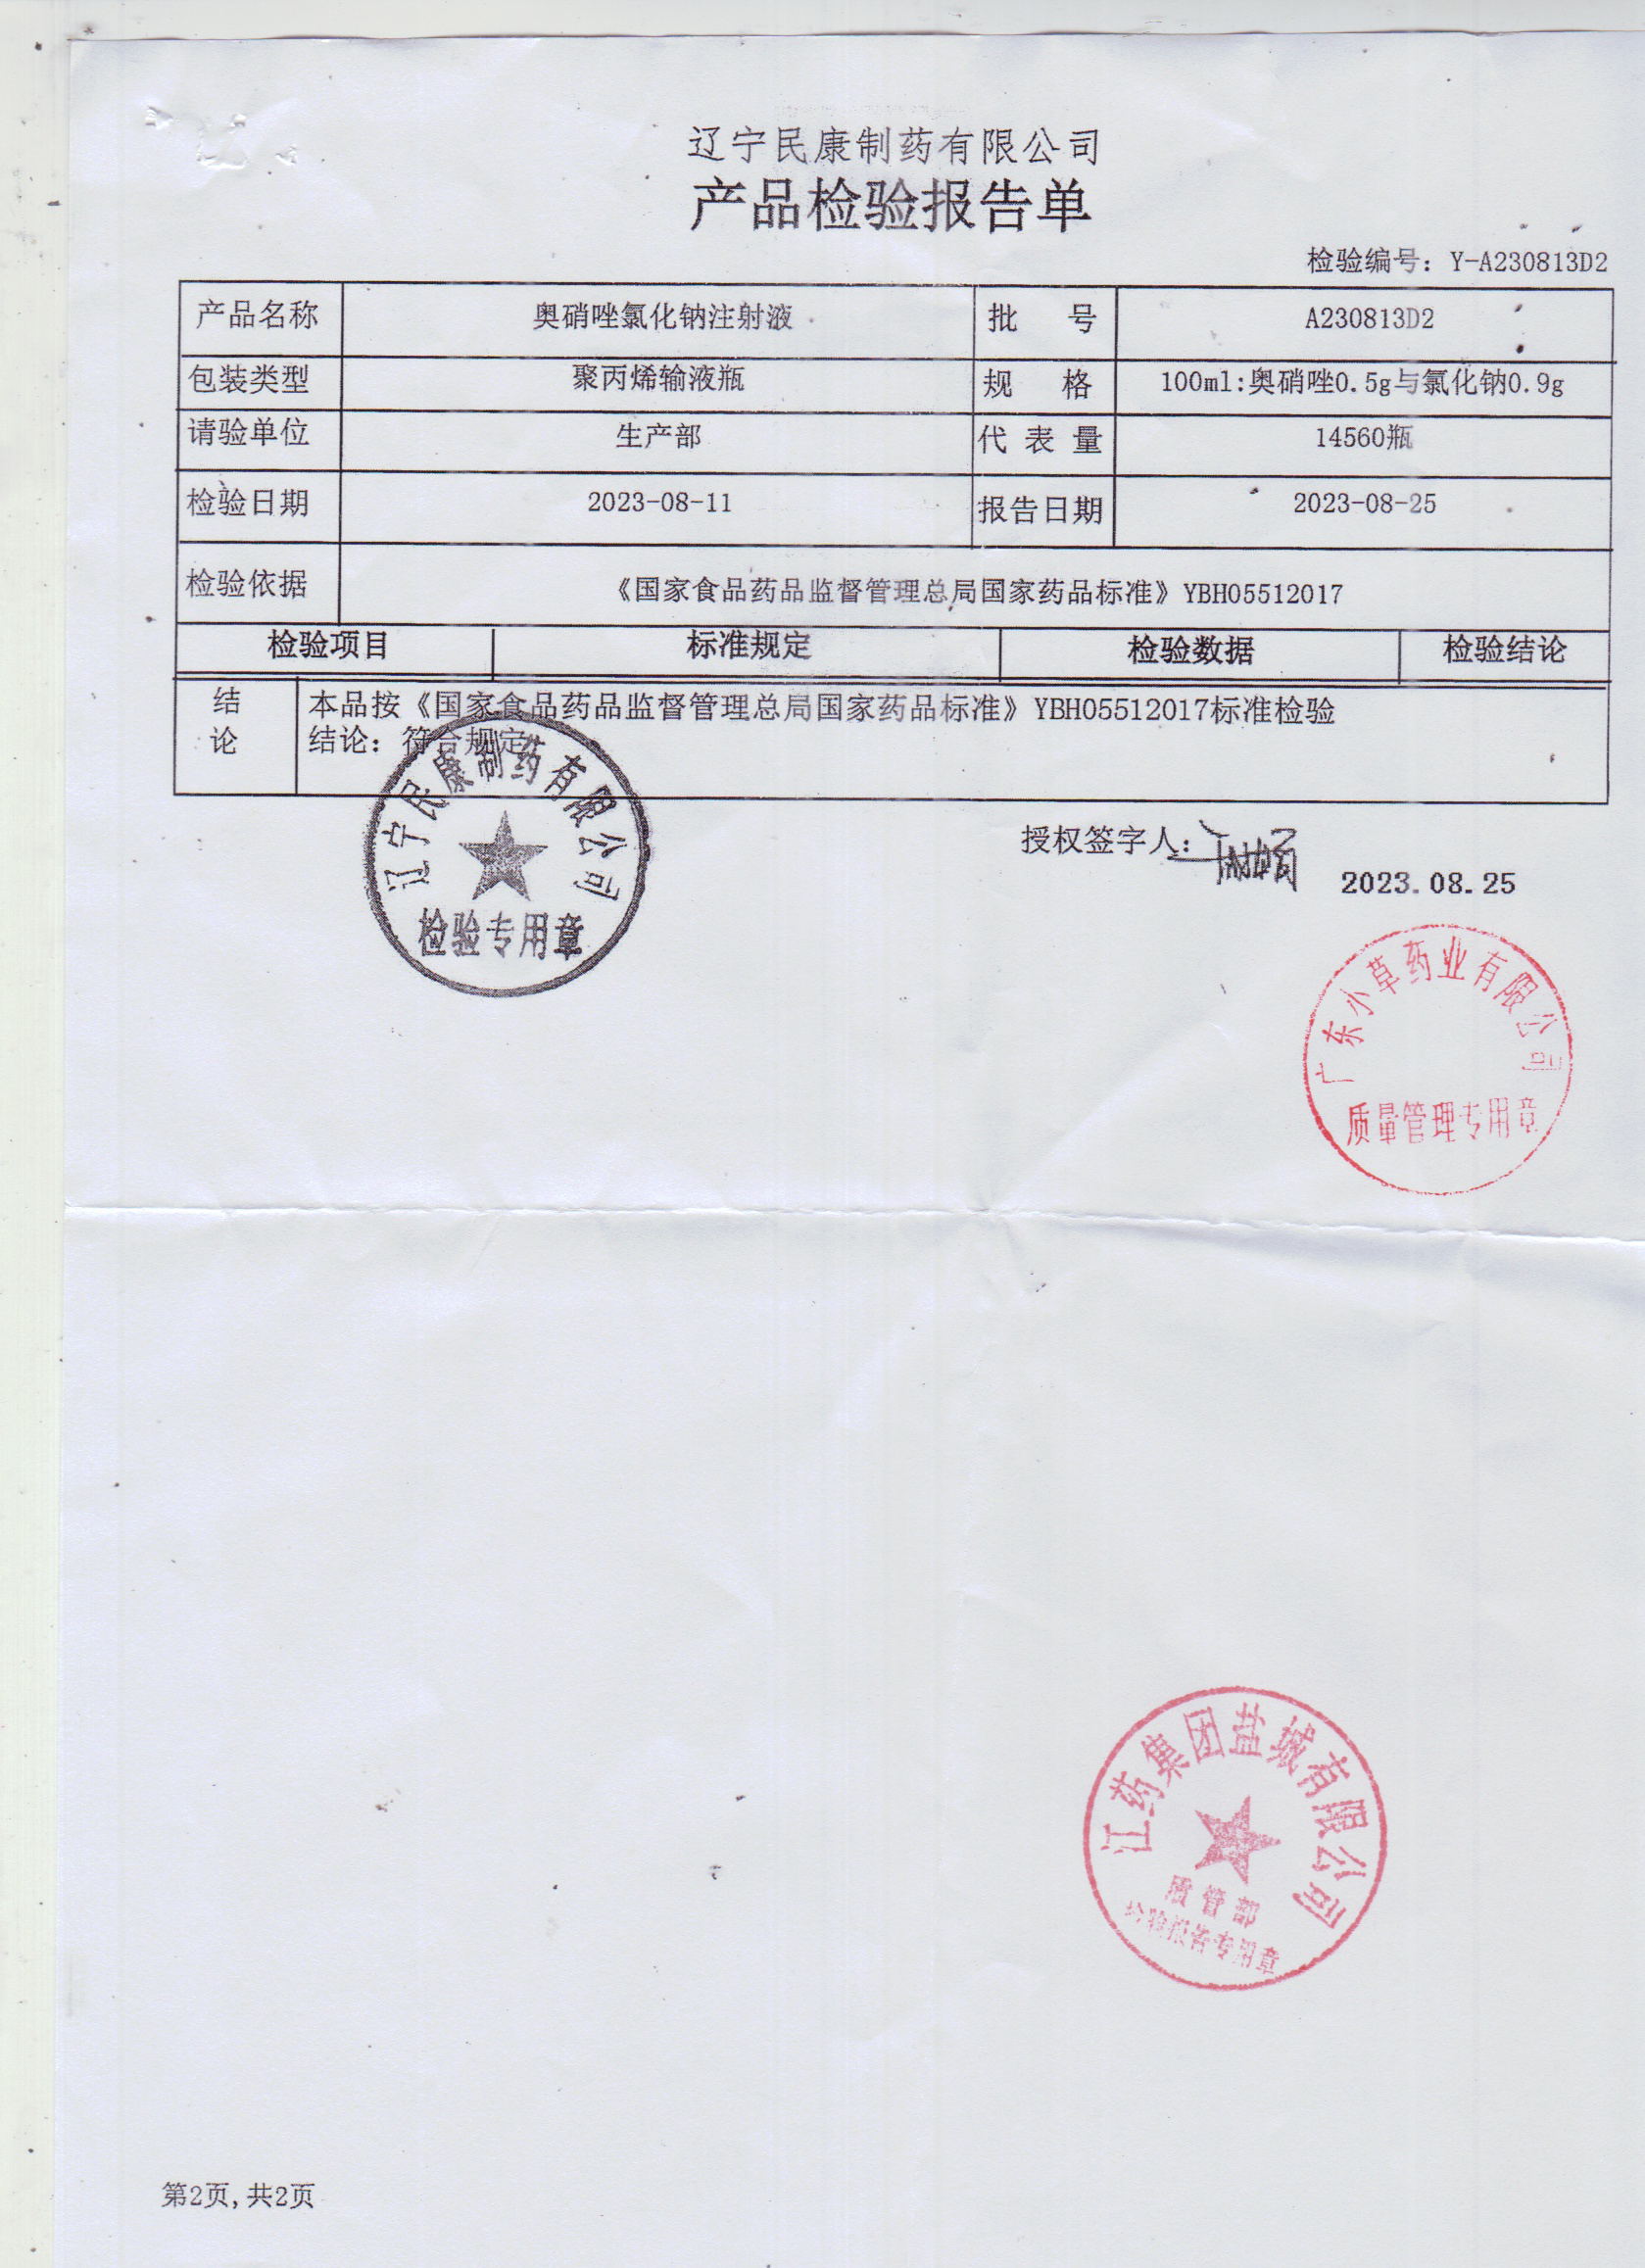 辽宁民康制药有限公司
产品检验报告单
检验编号：Y-A230813D2
产品名称 奥硝唑氯化钠注射液 批 号 A230813D2
包装类型 聚丙烯输液瓶 规 格 100ml:奥硝唑0.5g与氯化钠0.9g
请验单位 生产部 代 表 量 14560瓶
检验日期 2023-08-11 报告日期 2023-08-25
检验依据 《国家食品药品监督管理总局国家药品标准》YBH05512017
检验项目 标准规定 检验数据 检验结论
结论 本品按《国家食品药品监督管理总局国家药品标准》YBH05512017标准检验
结论：符合规定
辽宁民康制药有限公司
检验专用章
授权签字人：
2023.08.25
广东小草药业有限公司
质量管理专用章
江药集团盐城有限公司
质管部
检验报告专用章
第2页,共2页